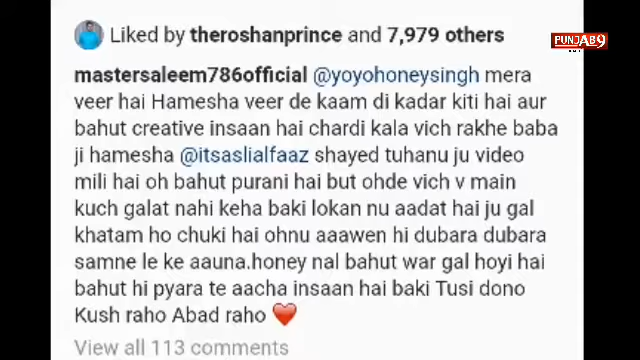 PUNJAB9
Liked by theroshanprince and 7,979 others
mastersaleem786official @yoyohoneysingh mera
veer hai Hamesha veer de kaam di kadar kiti hai aur
bahut creative insaan hai chardi kala vich rakhe baba
ji hamesha @itsaslialfaaz shayed tuhanu ju video
mili hai oh bahut purani hai but ohde vich v main
kuch galat nahi keha baki lokan nu aadat hai ju gal
khatam ho chuki hai ohnu aaawen hi dubara dubara
samne le ke aauna.honey nal bahut war gal hoyi hai
bahut hi pyara te aacha insaan hai baki Tusi dono
Kush raho Abad raho ❤️
View all 113 comments